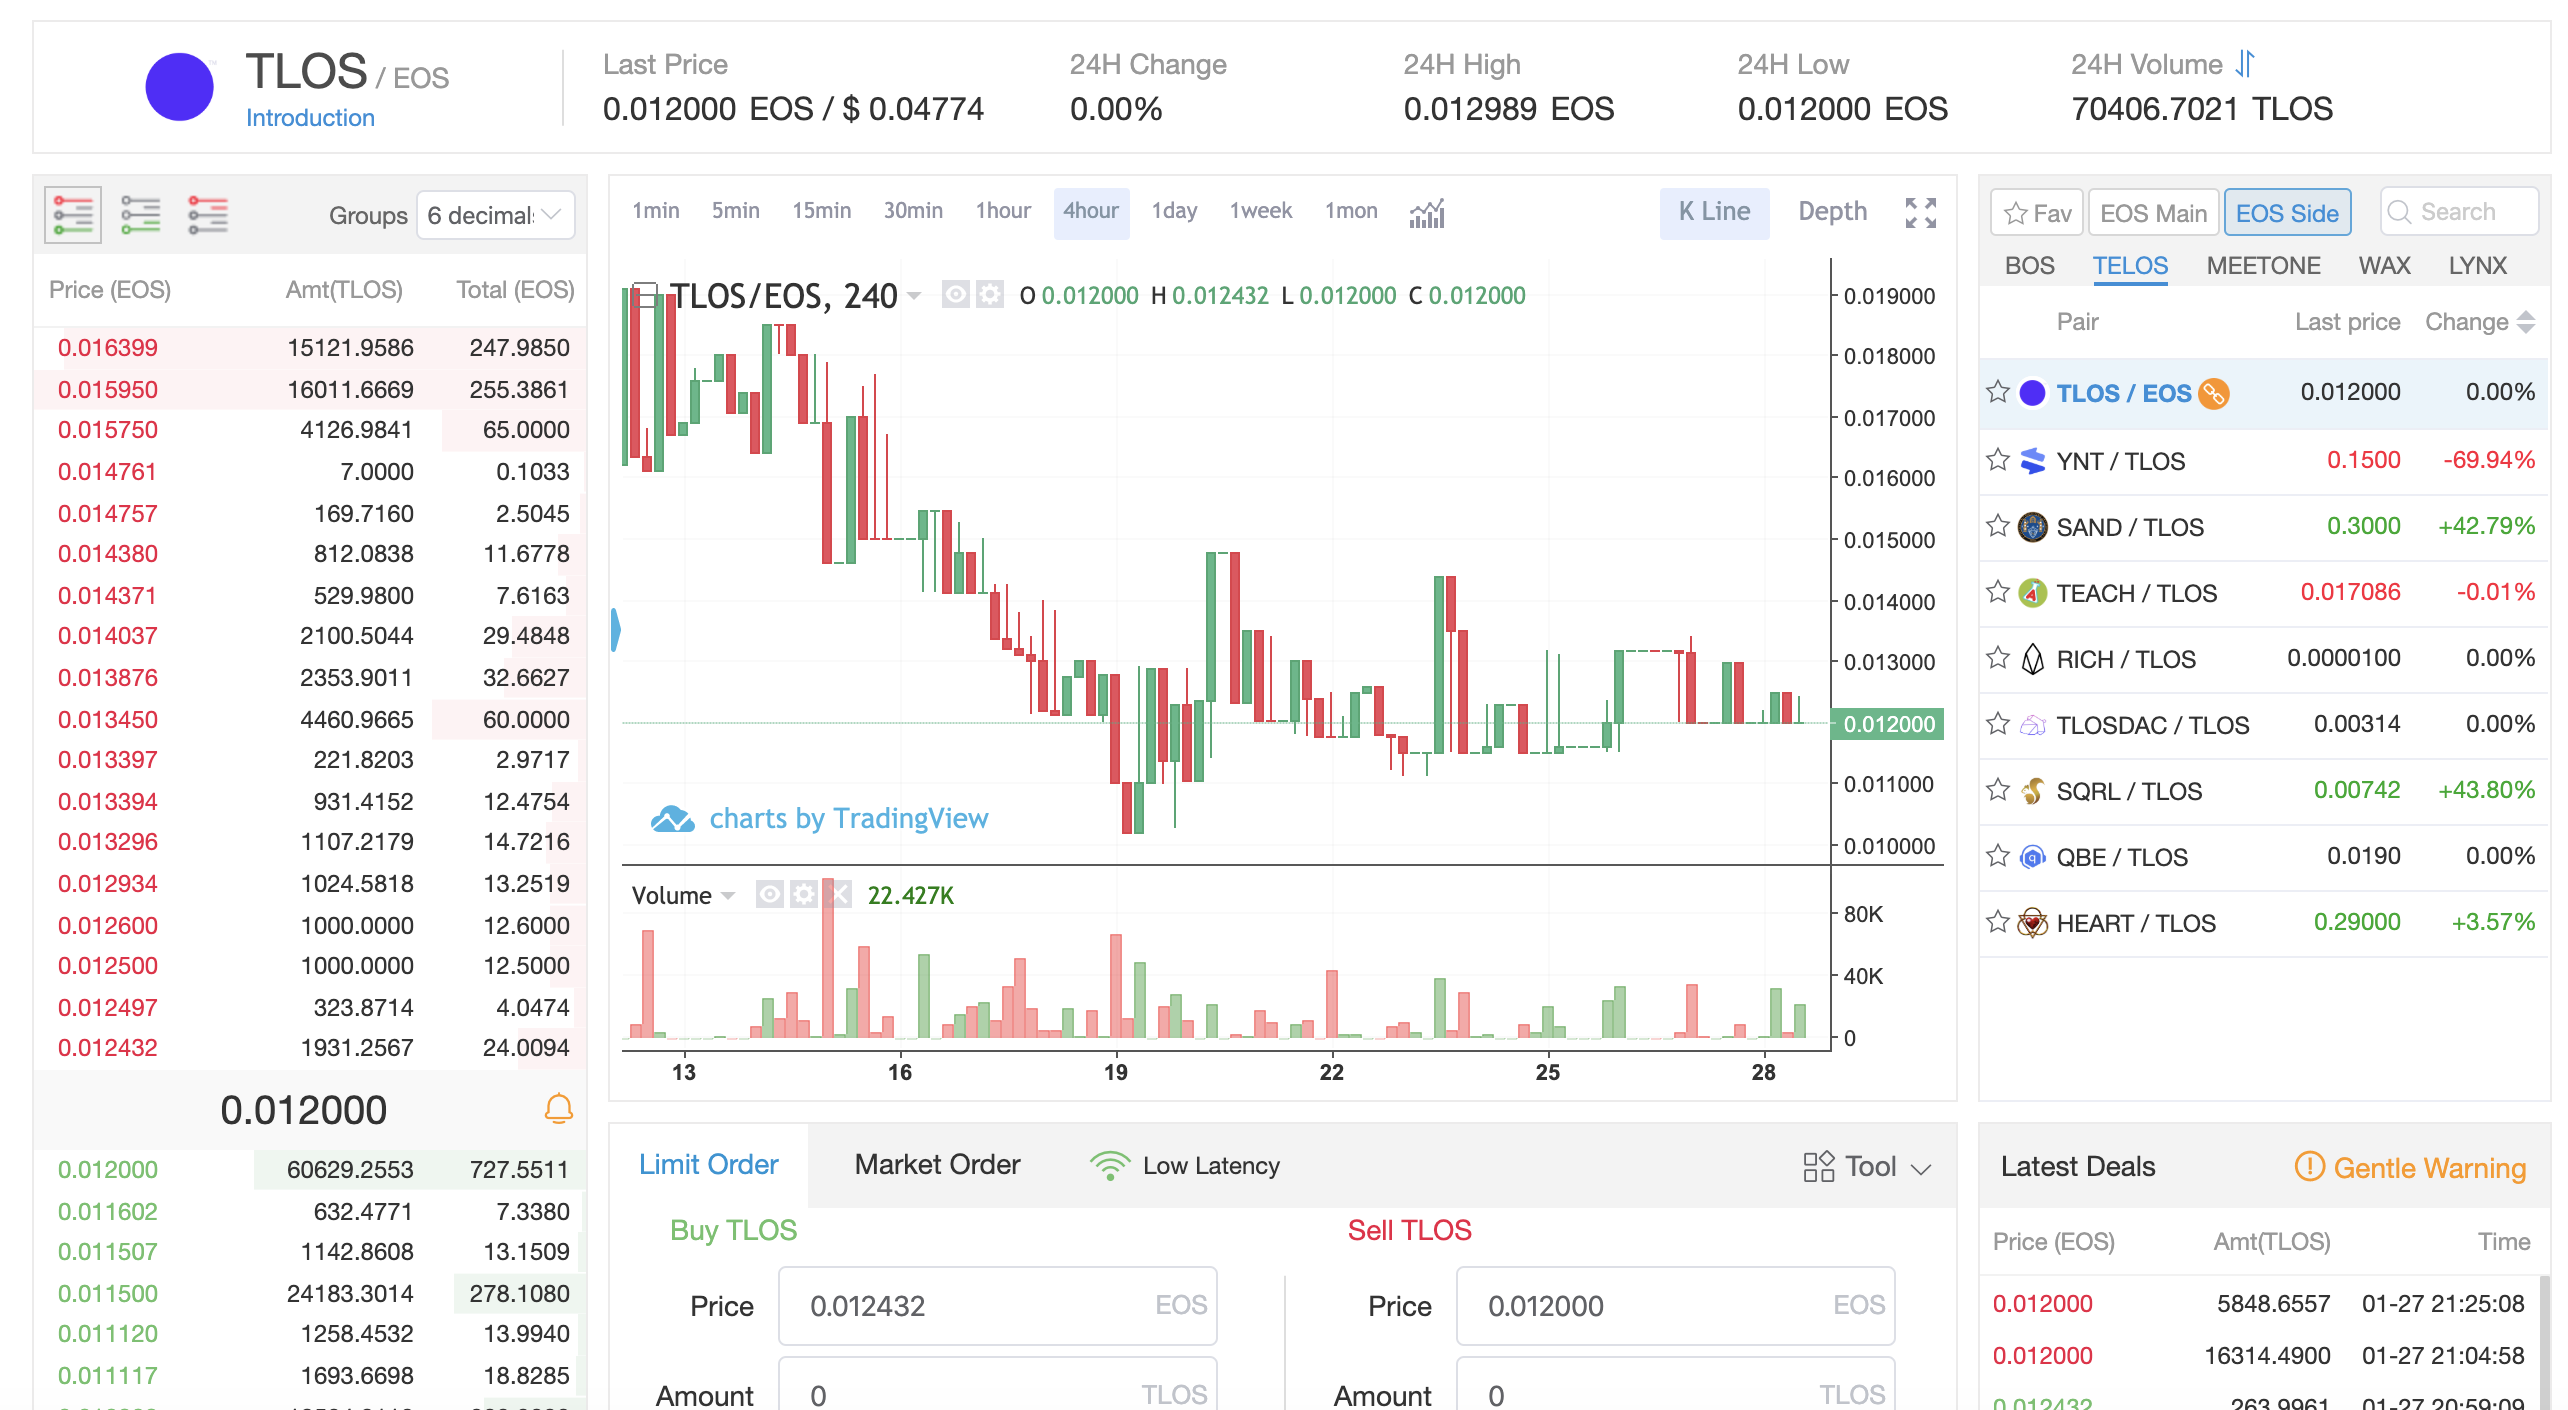 TLOS / EOS
Introduction
Last Price
0.012000 EOS / $ 0.04774
24H Change
0.00%
24H High
0.012989 EOS
24H Low
0.012000 EOS
24H Volume
70406.7021 TLOS
Groups 6 decimal
Price (EOS) Amt(TLOS) Total (EOS)
0.016399 15121.9586 247.9850
0.015950 16011.6669 255.3861
0.015750 4126.9841 65.0000
0.014761 7.0000 0.1033
0.014757 169.7160 2.5045
0.014380 812.0838 11.6778
0.014371 529.9800 7.6163
0.014037 2100.5044 29.4848
0.013876 2353.9011 32.6627
0.013450 4460.9665 60.0000
0.013397 221.8203 2.9717
0.013394 931.4152 12.4754
0.013296 1107.2179 14.7216
0.012934 1024.5818 13.2519
0.012600 1000.0000 12.6000
0.012500 1000.0000 12.5000
0.012497 323.8714 4.0474
0.012432 1931.2567 24.0094
0.012000
0.012000 60629.2553 727.5511
0.011602 632.4771 7.3380
0.011507 1142.8608 13.1509
0.011500 24183.3014 278.1080
0.011120 1258.4532 13.9940
0.011117 1693.6698 18.8285
1min 5min 15min 30min 1hour 4hour 1day 1week 1mon K Line Depth
TLOS/EOS, 240 O 0.012000 H 0.012432 L 0.012000 C 0.012000
0.019000
0.018000
0.017000
0.016000
0.015000
0.014000
0.013000
0.012000
0.011000
0.010000
charts by TradingView
Volume 22.427K
80K
40K
0
13 16 19 22 25 28
Limit Order Market Order Low Latency Tool
Buy TLOS
Price 0.012432 EOS
Amount 0 TLOS
Sell TLOS
Price 0.012000 EOS
Amount 0 TLOS
Fav EOS Main EOS Side Search
BOS TELOS MEETONE WAX LYNX
Pair Last price Change
TLOS / EOS 0.012000 0.00%
YNT / TLOS 0.1500 -69.94%
SAND / TLOS 0.3000 +42.79%
TEACH / TLOS 0.017086 -0.01%
RICH / TLOS 0.0000100 0.00%
TLOSDAC / TLOS 0.00314 0.00%
SQRL / TLOS 0.00742 +43.80%
QBE / TLOS 0.0190 0.00%
HEART / TLOS 0.29000 +3.57%
Latest Deals Gentle Warning
Price (EOS) Amt(TLOS) Time
0.012000 5848.6557 01-27 21:25:08
0.012000 16314.4900 01-27 21:04:58
0.012432 263.9961 01-27 20:59:09